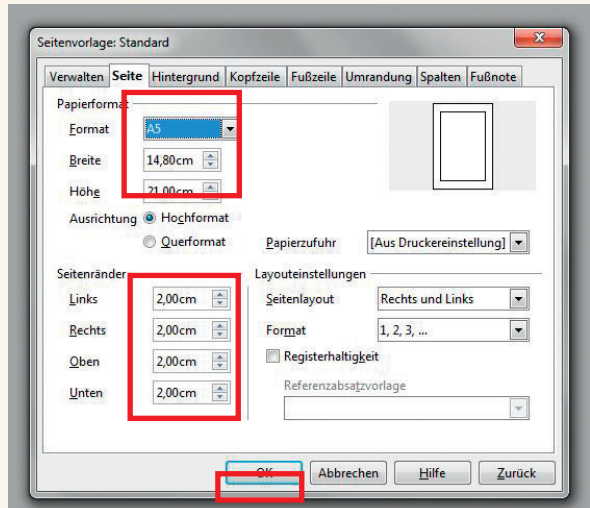 Seitenvorlage: Standard
Verwalten Seite Hintergrund Kopfzeile Fußzeile Umrandung Spalten Fußnote
Papierformat
Format A5
Breite 14,80cm
Höhe 21,00cm
Ausrichtung Hochformat
Querformat Papierzufuhr [Aus Druckereinstellung]
Seitenränder Layouteinstellungen
Links 2,00cm Seitenlayout Rechts und Links
Rechts 2,00cm Format 1, 2, 3, ...
Oben 2,00cm Registerhaltigkeit
Unten 2,00cm Referenzabsatzvorlage
OK Abbrechen Hilfe Zurück